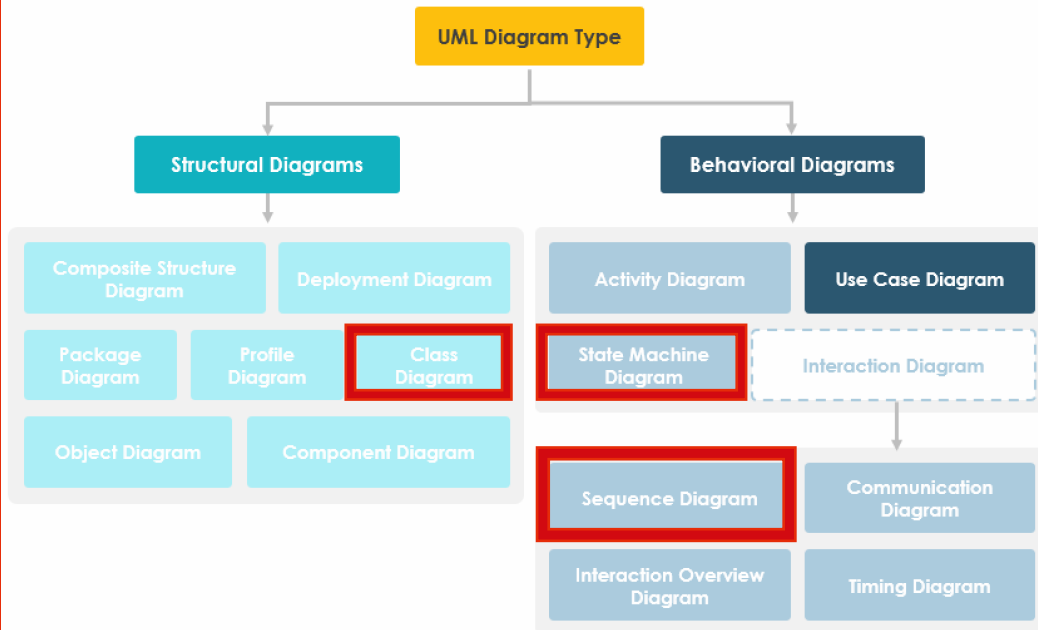 UML Diagram Type
Structural Diagrams
Behavioral Diagrams
Composite Structure
Diagram
Deployment Diagram
Package
Diagram
Profile
Diagram
Class
Diagram
Object Diagram
Component Diagram
Activity Diagram
Use Case Diagram
State Machine
Diagram
Interaction Diagram
Sequence Diagram
Communication
Diagram
Interaction Overview
Diagram
Timing Diagram